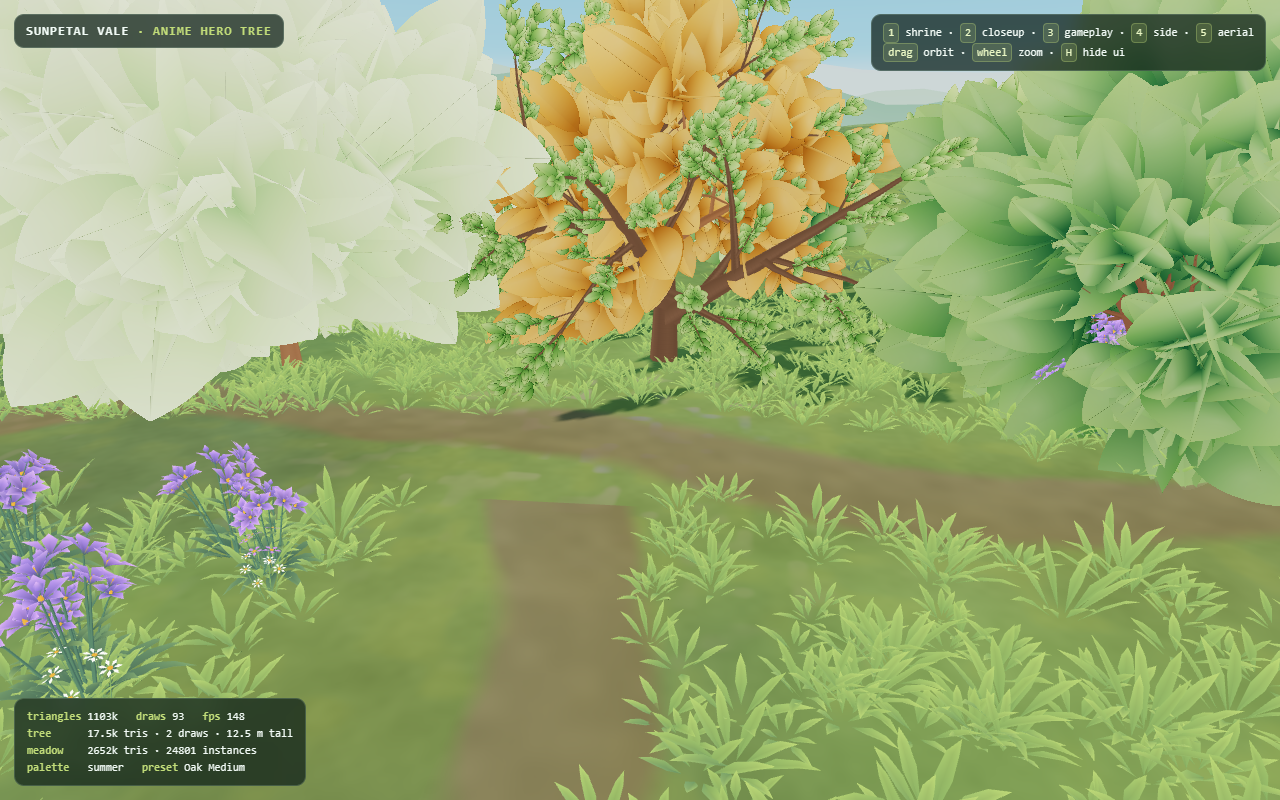 SUNPETAL VALE · ANIME HERO TREE
1 shrine · 2 closeup · 3 gameplay · 4 side · 5 aerial
drag orbit · wheel zoom · H hide ui
triangles 1103k draws 93 fps 148
tree 17.5k tris · 2 draws · 12.5 m tall
meadow 2652k tris · 24801 instances
palette summer preset Oak Medium